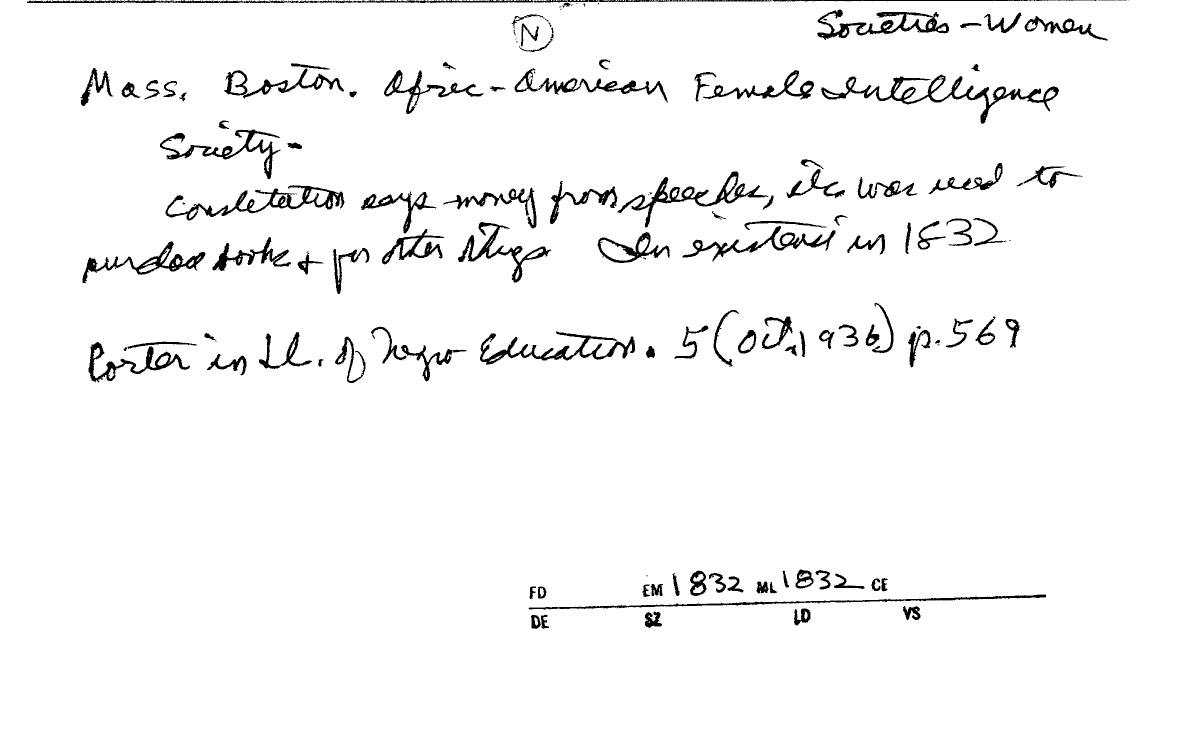 N
Societies - Women
Mass. Boston. Afric-American Female Intelligence
Society -
Constetation says money from speeches, etc. was used to
purchase books + for other things In existence in 1832
Porter in Jl. of Negro Education. 5 (Oct, 1936) p. 569
FD EM 1832 ML 1832 CE
DE SZ LD VS